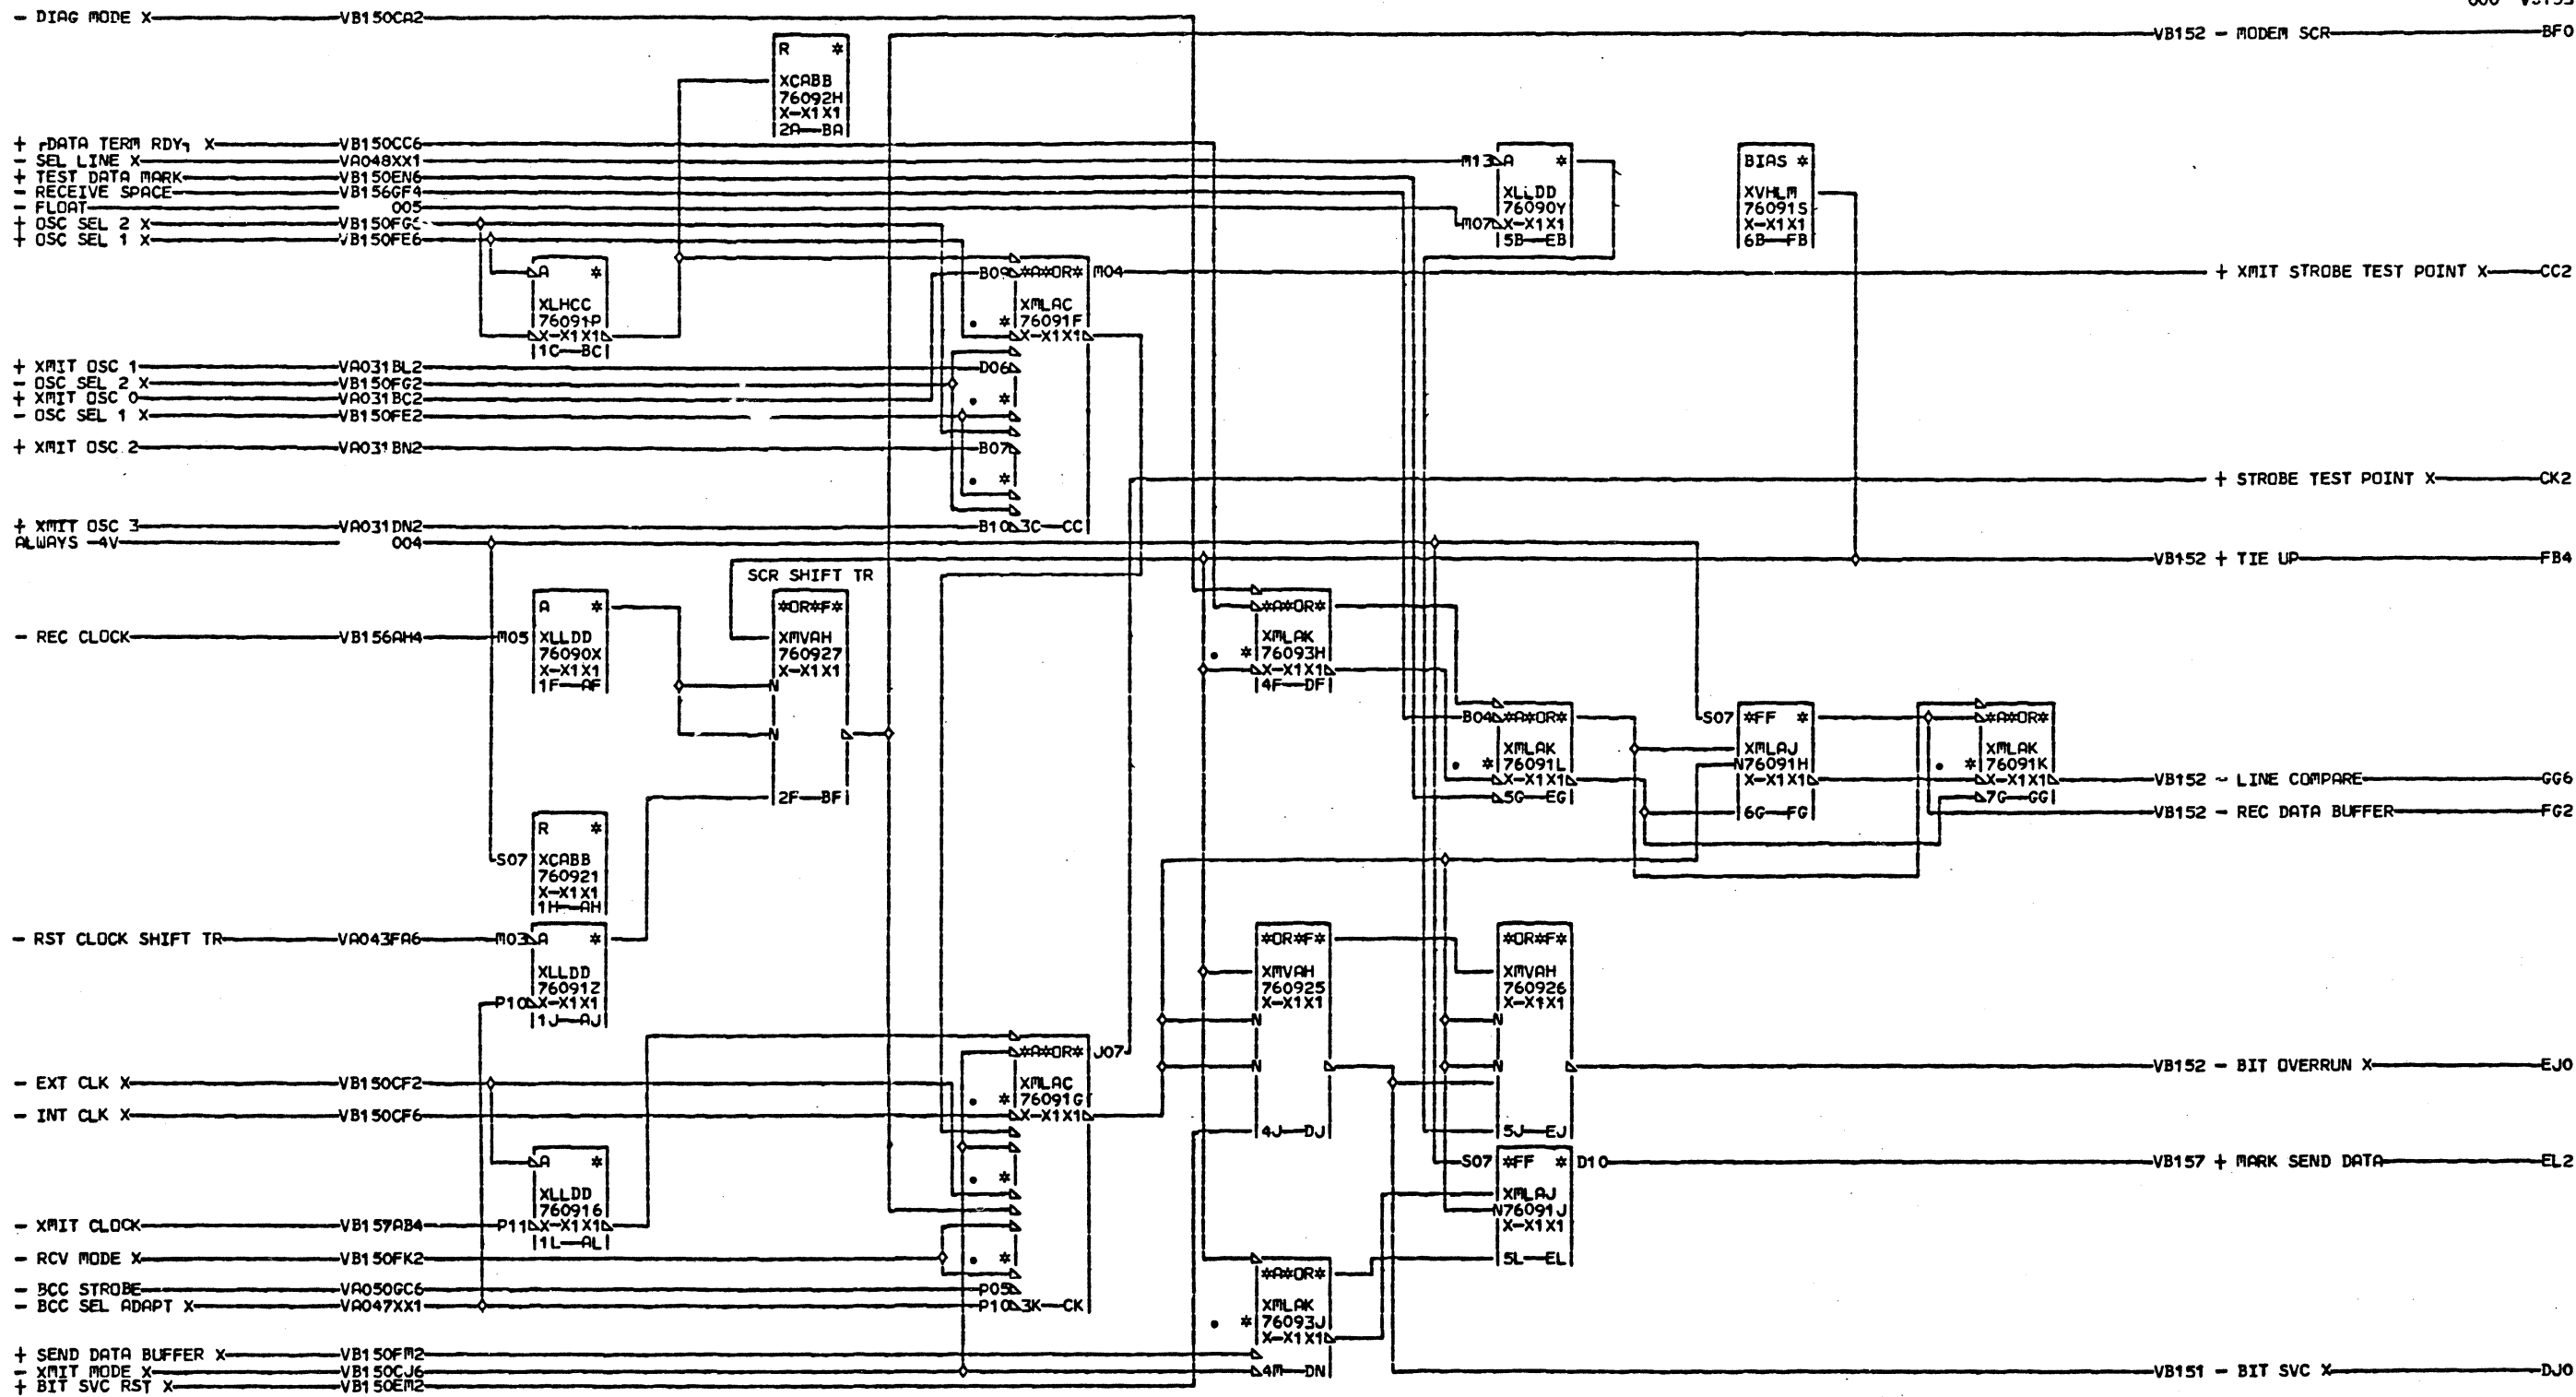 - DIAG MODE X VB150CA2
VB152 - MODEM SCR BF0
R *
XCABB
76092H
X-X1X1
2A BA
+ DATA TERM RDY X VB150CC6
- SEL LINE X VA048XX1
+ TEST DATA MARK VB150EN6
- RECEIVE SPACE VB156GF4
- FLOAT 005
+ OSC SEL 2 X
+ OSC SEL 1 X VB150FE6
M13 A *
76090Y
M07 X-X1X1
5B EB
BIAS *
XVHLM
76091S
X-X1X1
6B FB
A *
XLHCC
76091P
X-X1X1
1C BC
B09 *A*OR* M04
XMLAC
• * 76091F
X-X1X1
+ XMIT STROBE TEST POINT X CC2
+ XMIT OSC 1 VA031BL2 D06
- OSC SEL 2 X VB150FG2
+ XMIT OSC 0 VA031BC2 • *
- OSC SEL 1 X VB150FE2
+ XMIT OSC 2 VA031BN2 B07
• *
+ STROBE TEST POINT X CK2
+ XMIT OSC 3 VA031DN2 B10 3C CC
ALWAYS -4V 004
VB152 + TIE UP FB4
SCR SHIFT TR
A *
XLLDD
76090X
X-X1X1
1F AF
- REC CLOCK VB156AH4 M05
*OR*F*
XMVAH
760927
X-X1X1
N
N
2F BF
*A*OR*
XMLAK
• * 76093H
X-X1X1
4F DF
B04 *A*OR*
XMLAK
• * 76091L
X-X1X1
5G EG
S07 *FF *
XMLAJ
N 76091H
X-X1X1
6G FG
*A*OR*
XMLAK
• * 76091K
X-X1X1
7G GG
VB152 - LINE COMPARE GG6
VB152 - REC DATA BUFFER FG2
R *
S07 XCABB
760921
X-X1X1
1H AH
- RST CLOCK SHIFT TR VA043FA6 M03 A *
XLLDD
76091Z
P10 X-X1X1
1J AJ
*OR*F*
XMVAH
760925
X-X1X1
N
N
4J DJ
*OR*F*
XMVAH
760926
X-X1X1
N
N
5J EJ
VB152 - BIT OVERRUN X EJ0
*A*OR* J07
XMLAC
• * 76091G
X-X1X1
• *
• *
- EXT CLK X VB150CF2
- INT CLK X VB150CF6
A *
XLLDD
760916
- XMIT CLOCK VB157AB4 P11 X-X1X1
1L AL
S07 *FF * D10
XMLAJ
N 76091J
X-X1X1
5L EL
VB157 + MARK SEND DATA EL2
- RCV MODE X VB150FK2
- BCC STROBE VA050GC6 P05
- BCC SEL ADAPT X VA047XX1 P10 3K CK
*A*OR*
XMLAK
• * 76093J
X-X1X1
4M DN
+ SEND DATA BUFFER X VB150FM2
- XMIT MODE X VB150CJ6
+ BIT SVC RST X VB150EM2
VB151 - BIT SVC X DJ0